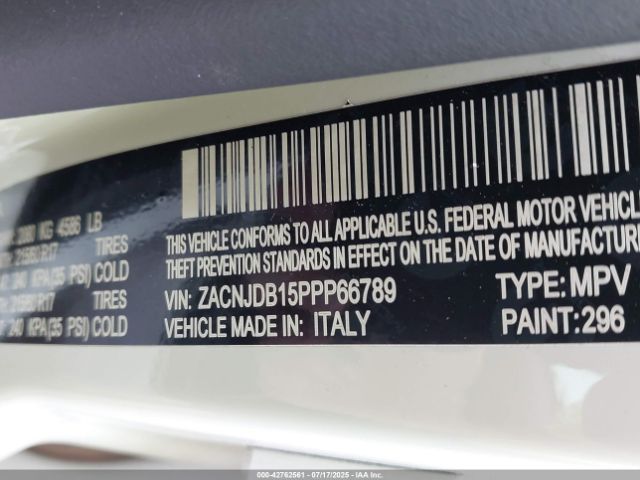 KG 4586 LB
TIRES
KPA(35 PSI) COLD
TIRES
240 KPA(35 PSI) COLD
THIS VEHICLE CONFORMS TO ALL APPLICABLE U.S. FEDERAL MOTOR VEHICLE
THEFT PREVENTION STANDARDS IN EFFECT ON THE DATE OF MANUFACTURE
VIN: ZACNJDB15PPP66789 TYPE: MPV
VEHICLE MADE IN: ITALY PAINT:296
000-42762561 07/17/2025 IAAI, Inc.